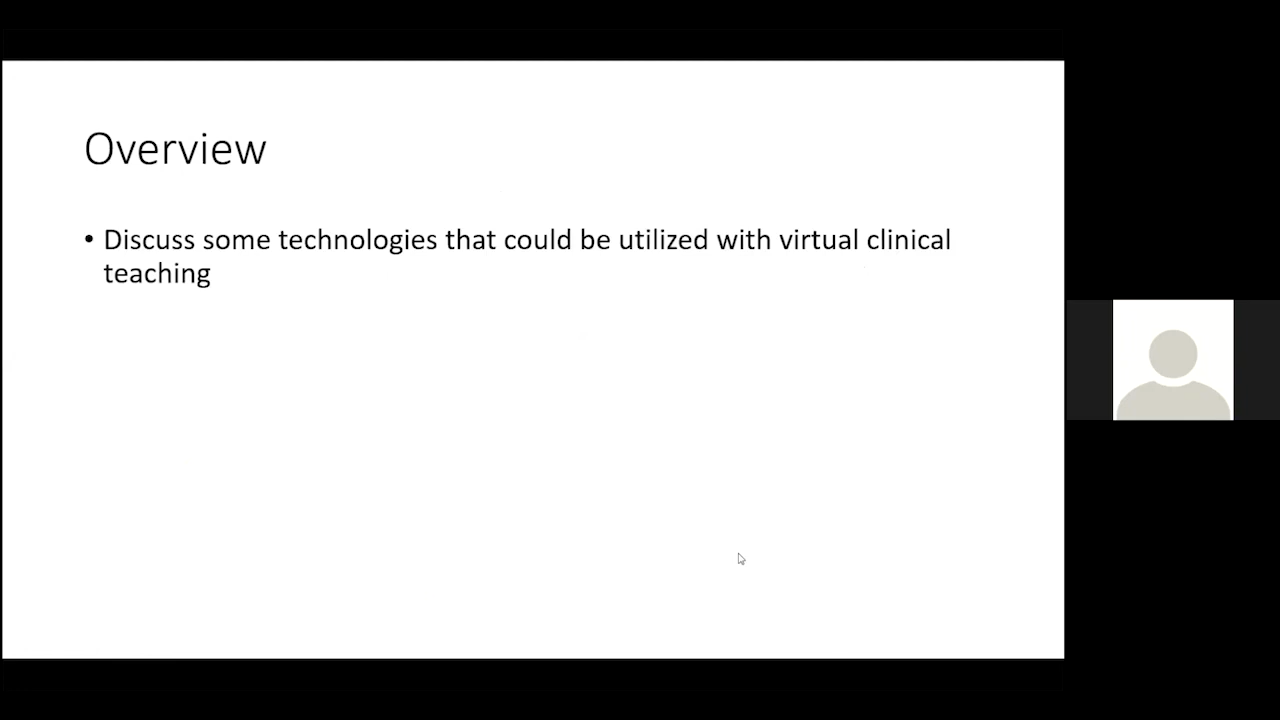 Overview
• Discuss some technologies that could be utilized with virtual clinical
teaching